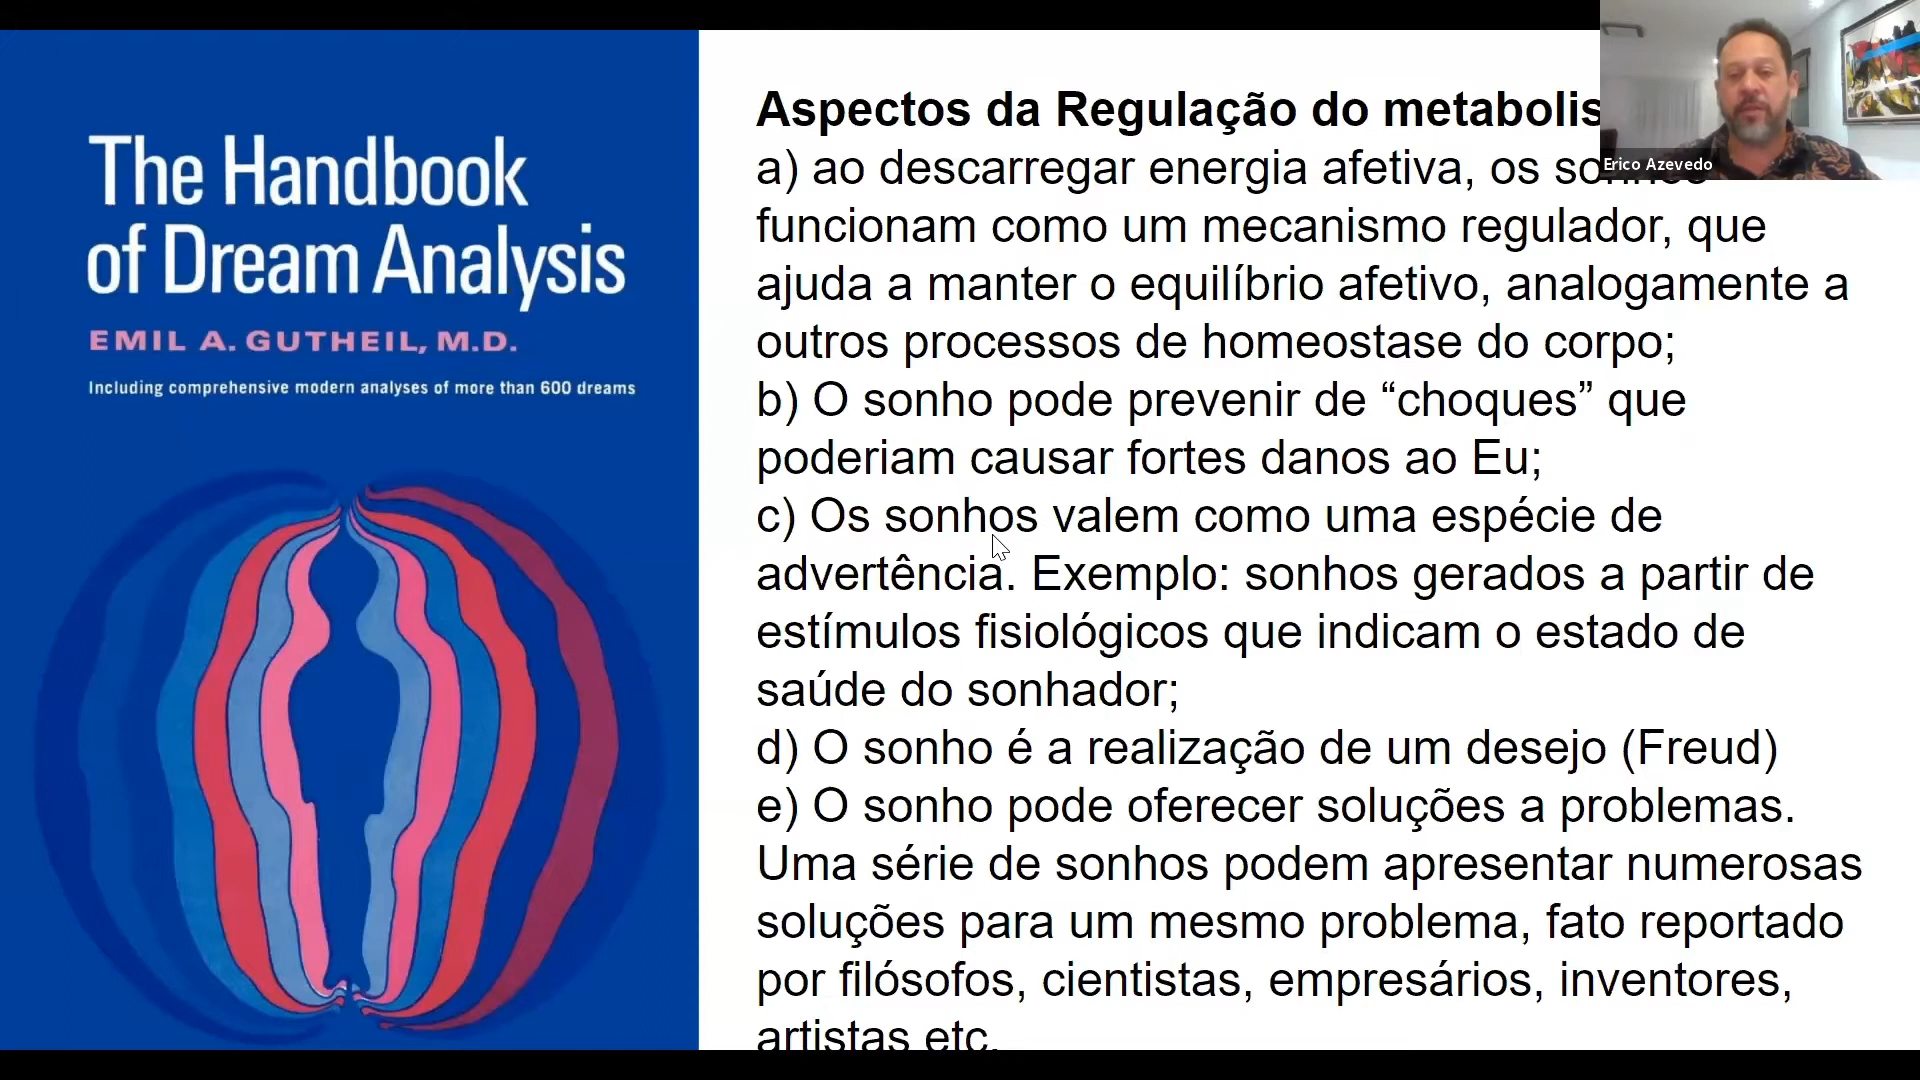 The Handbook
of Dream Analysis
EMIL A. GUTHEIL, M.D.
Including comprehensive modern analyses of more than 600 dreams
Aspectos da Regulação do
a) ao descarregar energia afetiva, os sonhos
funcionam como um mecanismo regulador, que
ajuda a manter o equilíbrio afetivo, analogamente a
outros processos de homeostase do corpo;
b) O sonho pode prevenir de “choques” que
poderiam causar fortes danos ao Eu;
c) Os sonhos valem como uma espécie de
advertência. Exemplo: sonhos gerados a partir de
estímulos fisiológicos que indicam o estado de
saúde do sonhador;
d) O sonho é a realização de um desejo (Freud)
e) O sonho pode oferecer soluções a problemas.
Uma série de sonhos podem apresentar numerosas
soluções para um mesmo problema, fato reportado
por filósofos, cientistas, empresários, inventores,
artistas etc.
Erico Azevedo